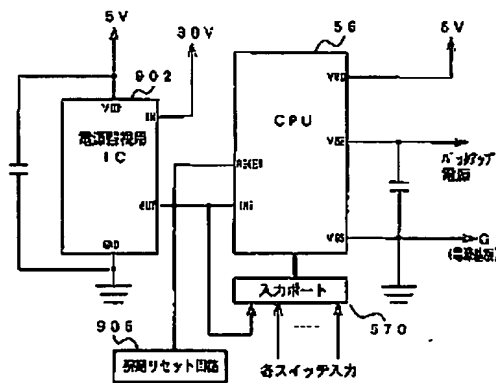 5V
30V
56
5V
902
VCC
IN
VDD
電源監視用
IC
CPU
RESET
バックアップ
電源
OUT
INT
VSS
G
GND
入力ポート
906
570
初期リセット回路
各スイッチ入力